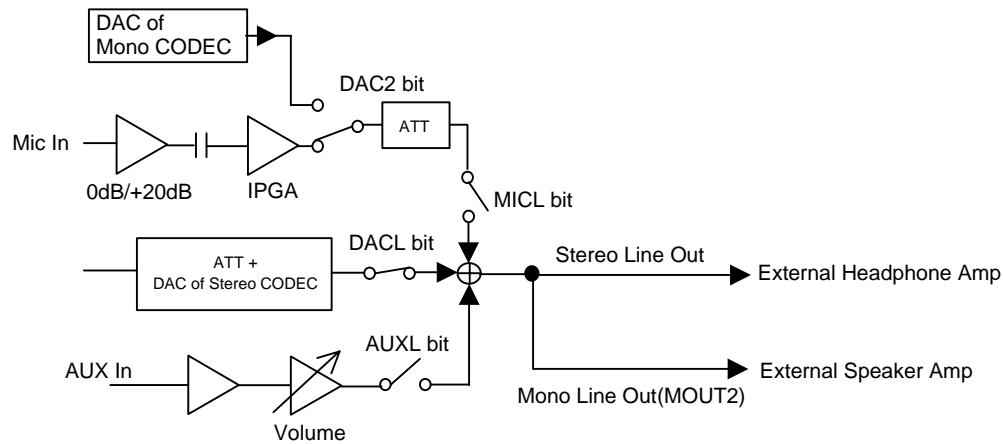 DAC of
Mono CODEC
DAC2 bit
ATT
Mic In
0dB/+20dB
IPGA
MICL bit
DACL bit
ATT +
DAC of Stereo CODEC
Stereo Line Out
External Headphone Amp
AUX In
AUXL bit
External Speaker Amp
Mono Line Out(MOUT2)
Volume